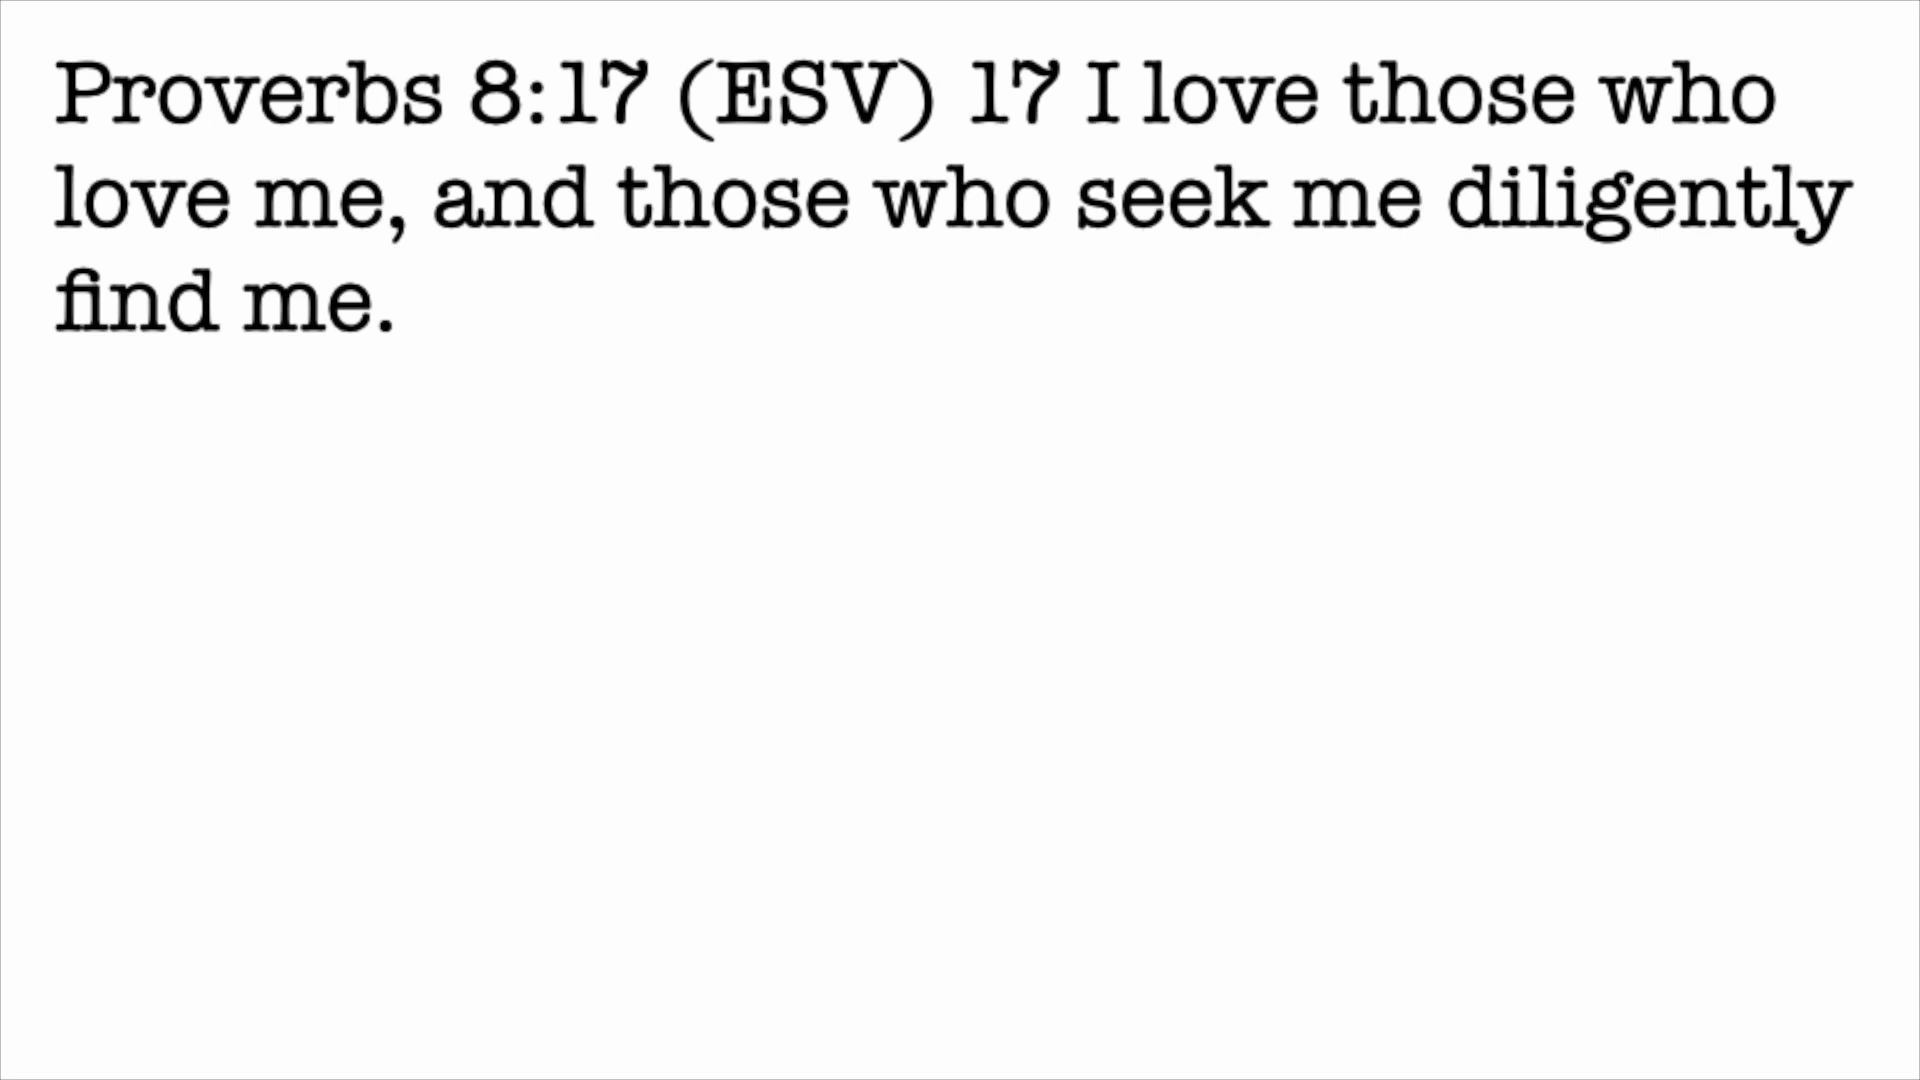 Proverbs 8:17 (ESV) 17 I love those who
love me, and those who seek me diligently
find me.